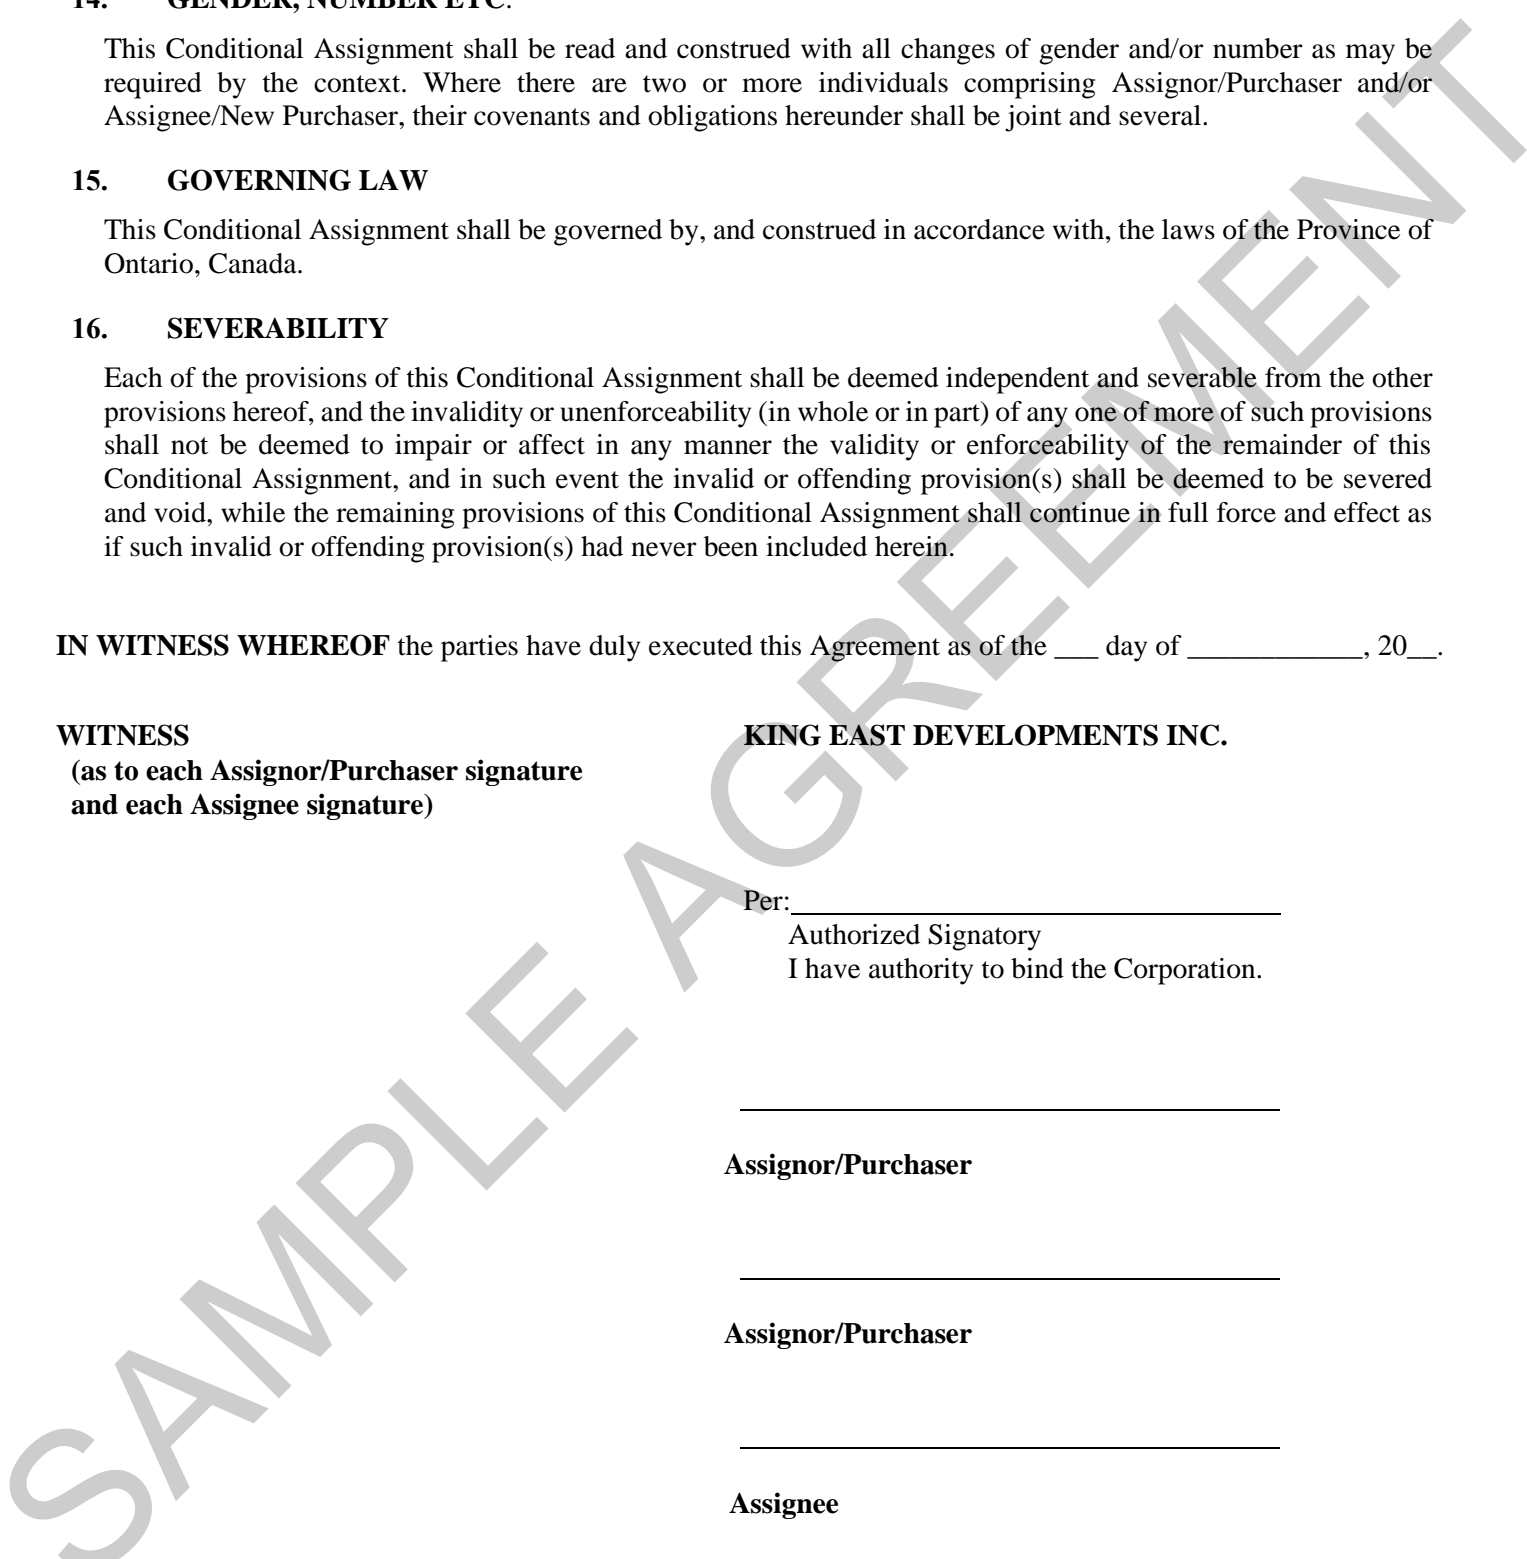 14. GENDER, NUMBER ETC.
This Conditional Assignment shall be read and construed with all changes of gender and/or number as may be
required by the context. Where there are two or more individuals comprising Assignor/Purchaser and/or
Assignee/New Purchaser, their covenants and obligations hereunder shall be joint and several.
15. GOVERNING LAW
This Conditional Assignment shall be governed by, and construed in accordance with, the laws of the Province of
Ontario, Canada.
16. SEVERABILITY
Each of the provisions of this Conditional Assignment shall be deemed independent and severable from the other
provisions hereof, and the invalidity or unenforceability (in whole or in part) of any one of more of such provisions
shall not be deemed to impair or affect in any manner the validity or enforceability of the remainder of this
Conditional Assignment, and in such event the invalid or offending provision(s) shall be deemed to be severed
and void, while the remaining provisions of this Conditional Assignment shall continue in full force and effect as
if such invalid or offending provision(s) had never been included herein.
IN WITNESS WHEREOF the parties have duly executed this Agreement as of the ___ day of ____________, 20__.
WITNESS
(as to each Assignor/Purchaser signature
and each Assignee signature)
KING EAST DEVELOPMENTS INC.
Per:
Authorized Signatory
I have authority to bind the Corporation.
Assignor/Purchaser
Assignor/Purchaser
Assignee
SAMPLE AGREEMENT